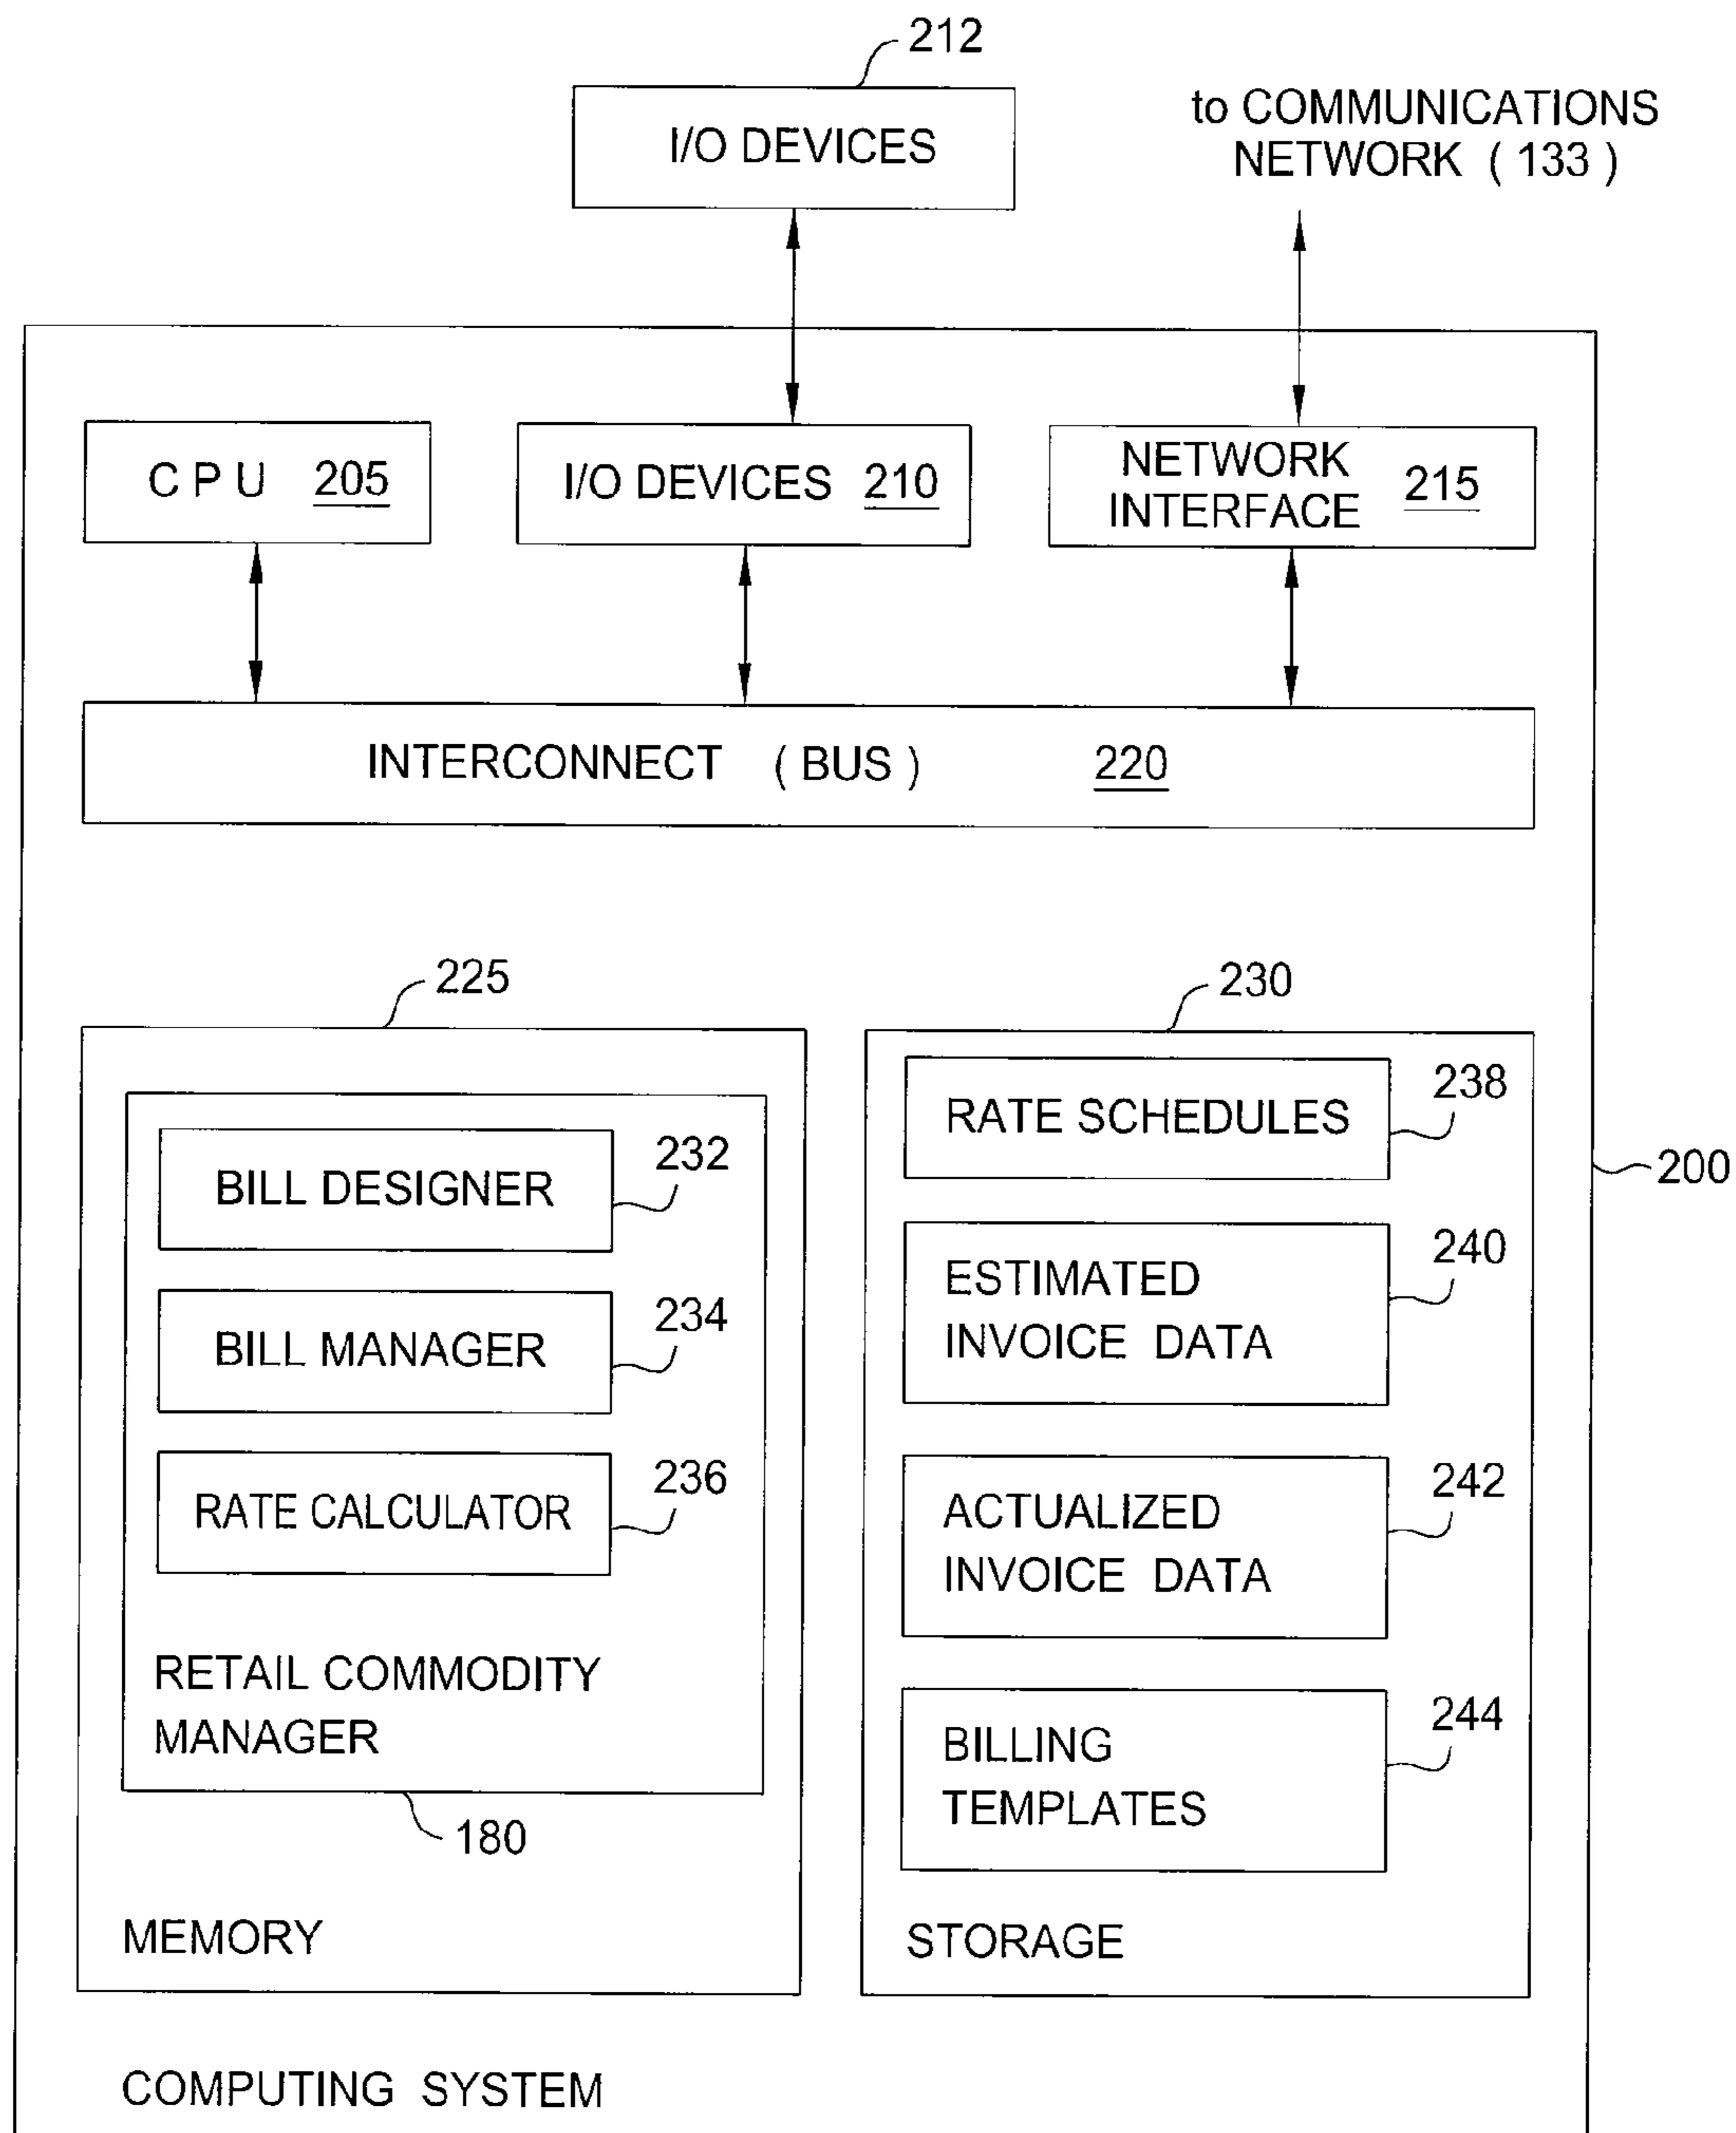 212
I/O DEVICES
to COMMUNICATIONS
NETWORK ( 133 )
CPU 205
I/O DEVICES 210
NETWORK
INTERFACE 215
INTERCONNECT ( BUS ) 220
225
230
BILL DESIGNER
232
BILL MANAGER
234
RATE CALCULATOR
236
RETAIL COMMODITY
MANAGER
180
MEMORY
RATE SCHEDULES
238
200
ESTIMATED
INVOICE DATA
240
ACTUALIZED
INVOICE DATA
242
BILLING
TEMPLATES
244
STORAGE
COMPUTING SYSTEM